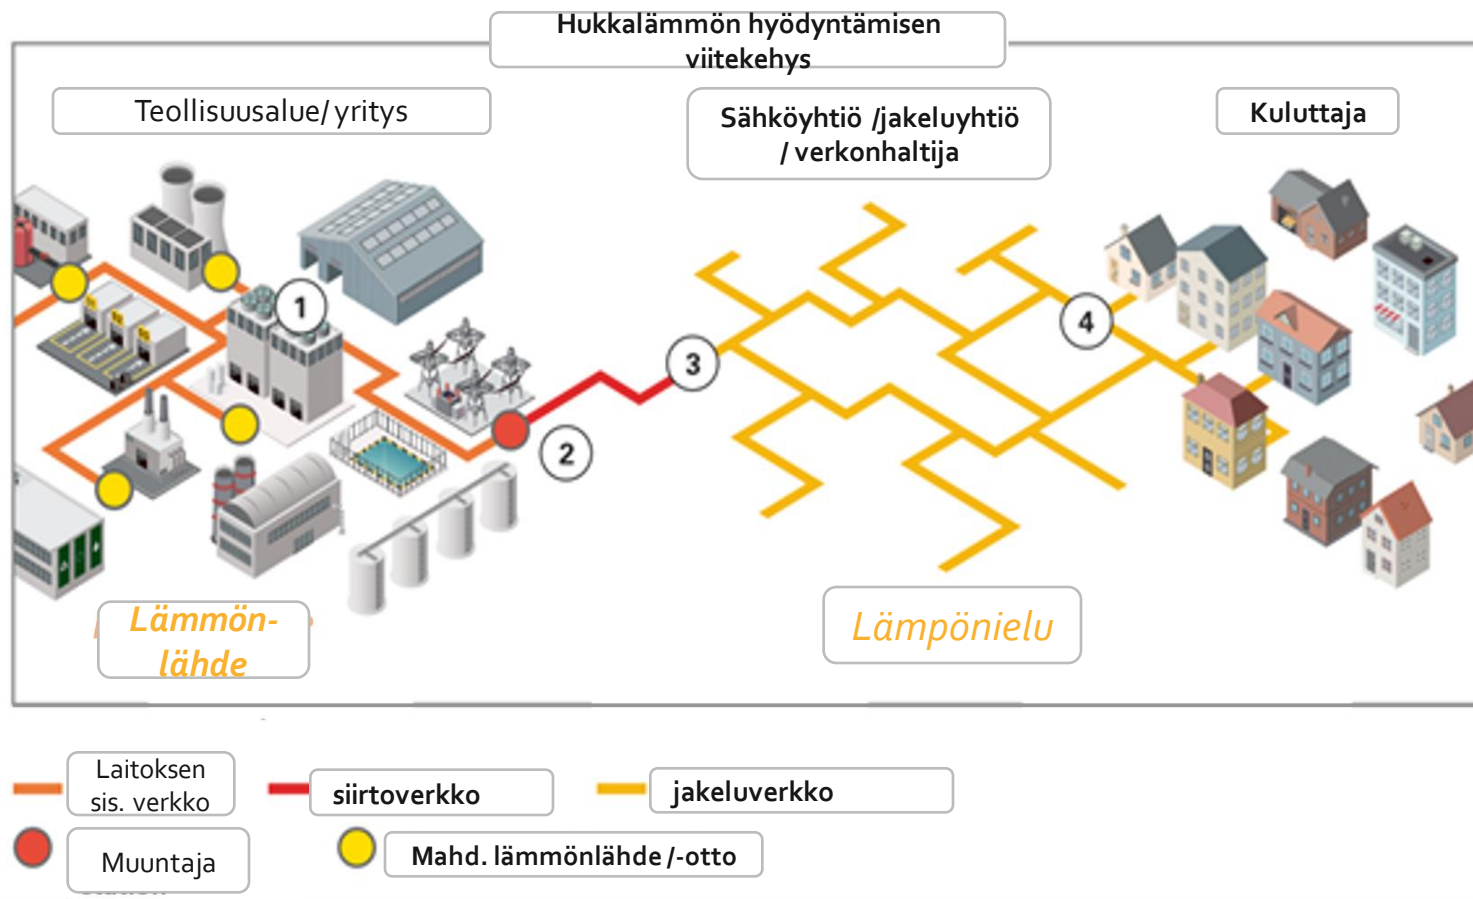 Hukkalämmön hyödyntämisen
viitekehys
Teollisuusalue/ yritys
Sähköyhtiö /jakeluyhtiö
/ verkonhaltija
Kuluttaja
1
2
3
4
Lämmön-
lähde
Lämpönielu
Laitoksen
sis. verkko
siirtoverkko
jakeluverkko
Muuntaja
Mahd. lämmönlähde /-otto